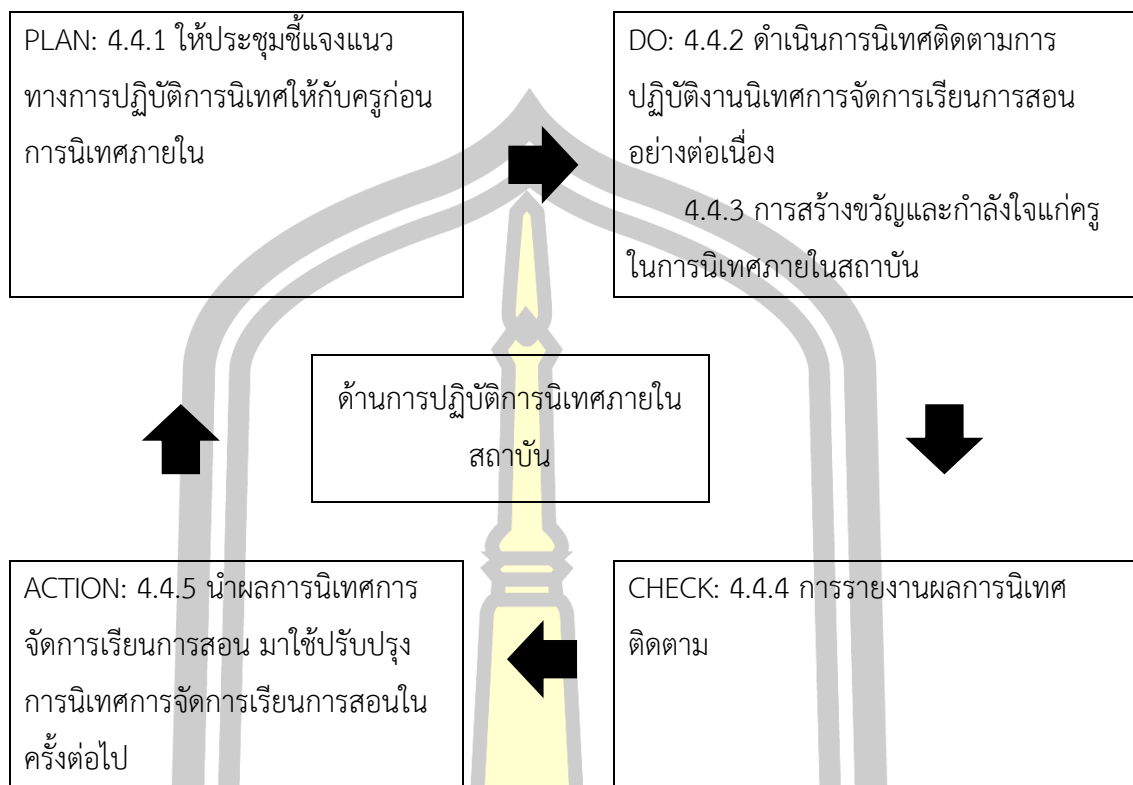 PLAN: 4.4.1 ให้ประชุมชี้แจงแนว
ทางการปฏิบัติการนิเทศให้กับครูก่อน
การนิเทศภายใน
DO: 4.4.2 ดำเนินการนิเทศติดตามการ
ปฏิบัติงานนิเทศการจัดการเรียนการสอน
อย่างต่อเนื่อง
4.4.3 การสร้างขวัญและกำลังใจแก่ครู
ในการนิเทศภายในสถาบัน
ด้านการปฏิบัติการนิเทศภายใน
สถาบัน
ACTION: 4.4.5 นำผลการนิเทศการ
จัดการเรียนการสอน มาใช้ปรับปรุง
การนิเทศการจัดการเรียนการสอนใน
ครั้งต่อไป
CHECK: 4.4.4 การรายงานผลการนิเทศ
ติดตาม